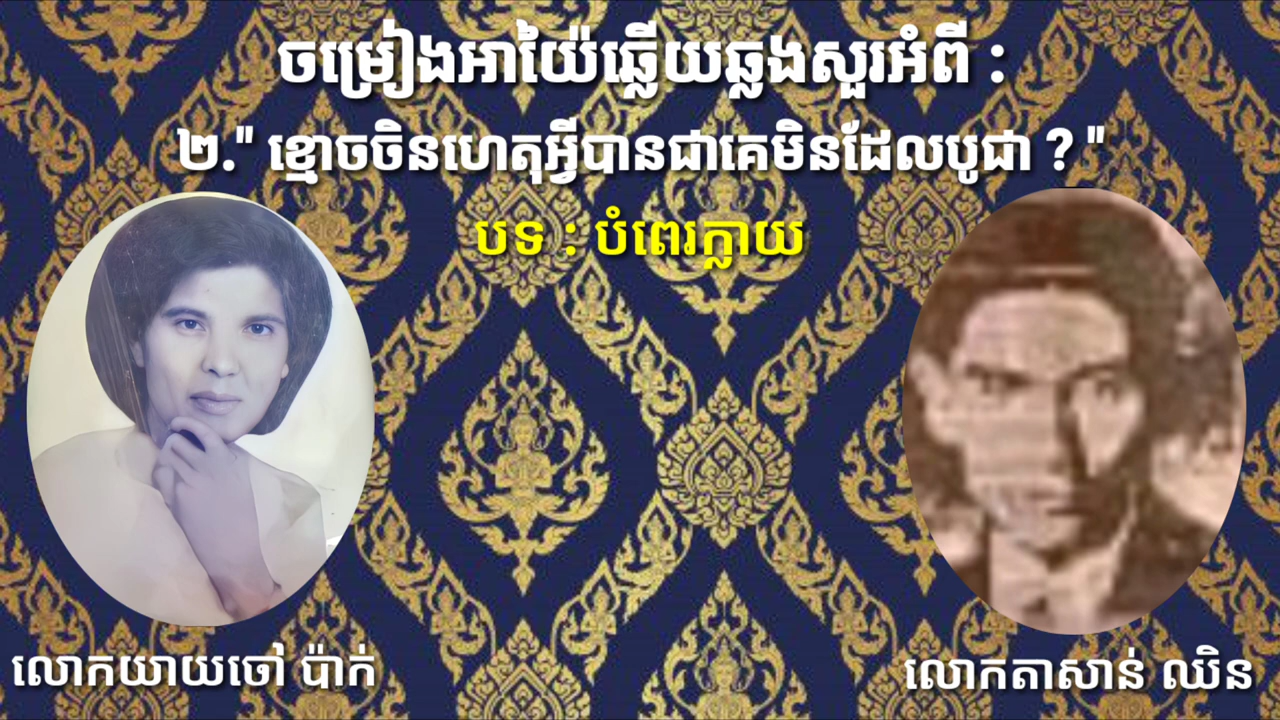 ចម្រៀងអាយ៉ៃឆ្លើយឆ្លងសួរអំពី :
២." ខ្មោចចិនហេតុអ្វីបានជាគេមិនដែលបូជា ? "
បទ : បំពេរក្លាយ
លោកយាយចៅ ប៉ាក់
លោកតាសាន់ ឈិន